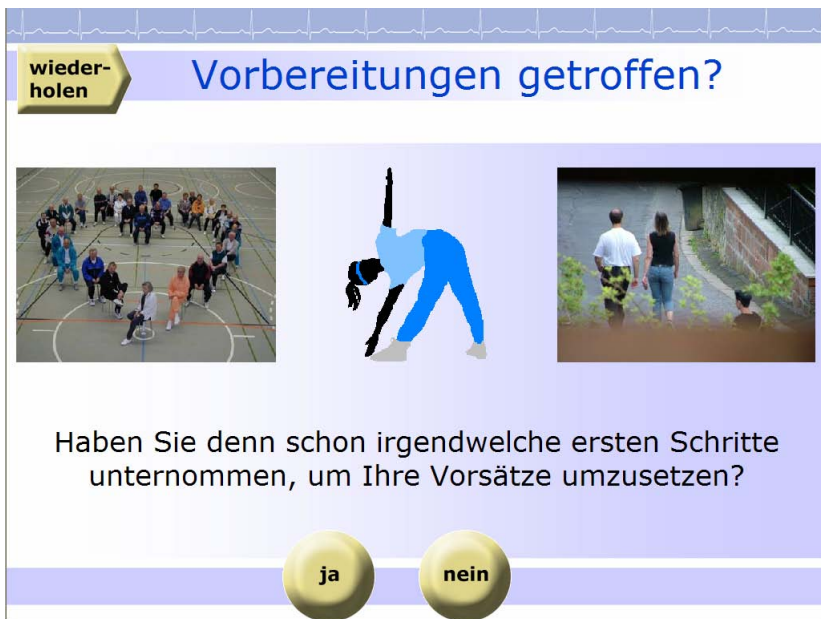 wieder-
holen
Vorbereitungen getroffen?
Haben Sie denn schon irgendwelche ersten Schritte
unternommen, um Ihre Vorsätze umzusetzen?
ja
nein